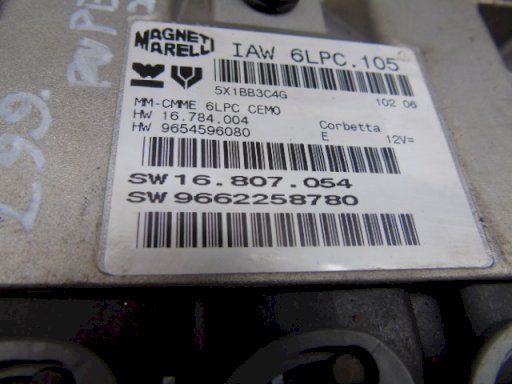 MAGNETI
MARELLI
IAW 6LPC.105
5X1BB3C4G
102 06
MM-CMME 6LPC CEMO
HW 16.784.004
Corbetta
HW 9654596080
E
12V=
SW 16.807.054
SW 9662258780
L99.